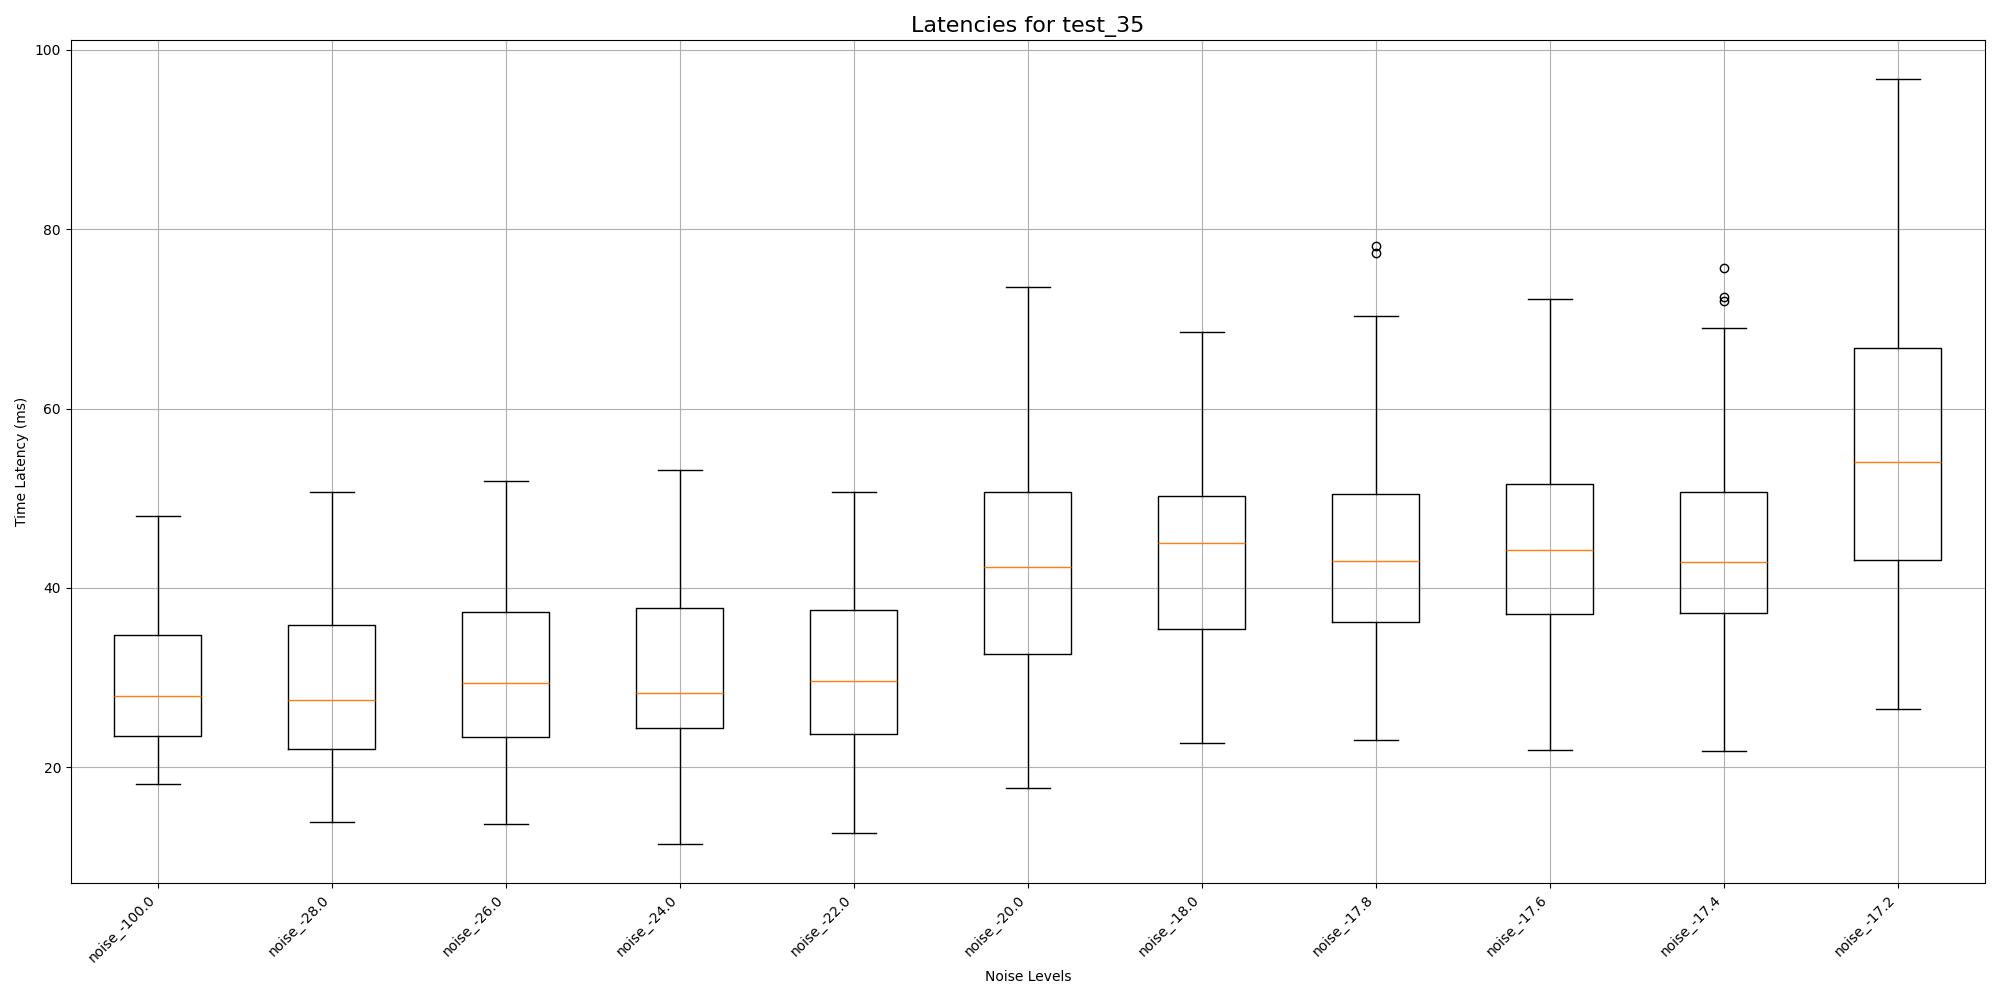 Latencies for test_35
100
80
60
40
20
Time Latency (ms)
noise_-100.0
noise_-28.0
noise_-26.0
noise_-24.0
noise_-22.0
noise_-20.0
noise_-18.0
noise_-17.8
noise_-17.6
noise_-17.4
noise_-17.2
Noise Levels